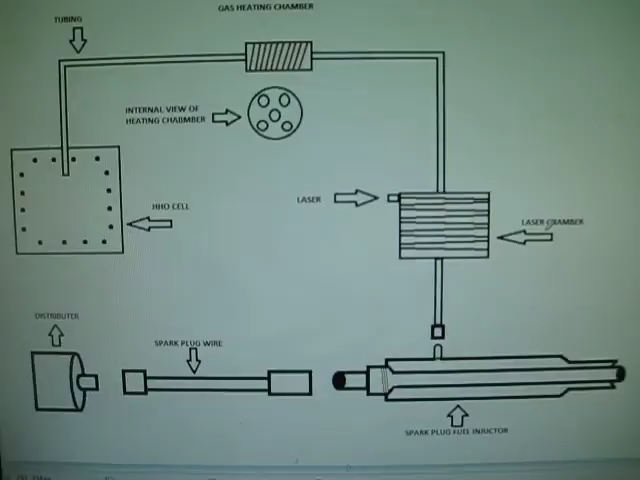 GAS HEATING CHAMBER
TUBING
INTERNAL VIEW OF
HEATING CHABMBER
LASER
HHO CELL
LASER CHAMBER
DISTRIBUTER
SPARK PLUG WIRE
SPARK PLUG FUEL INJUCTOR